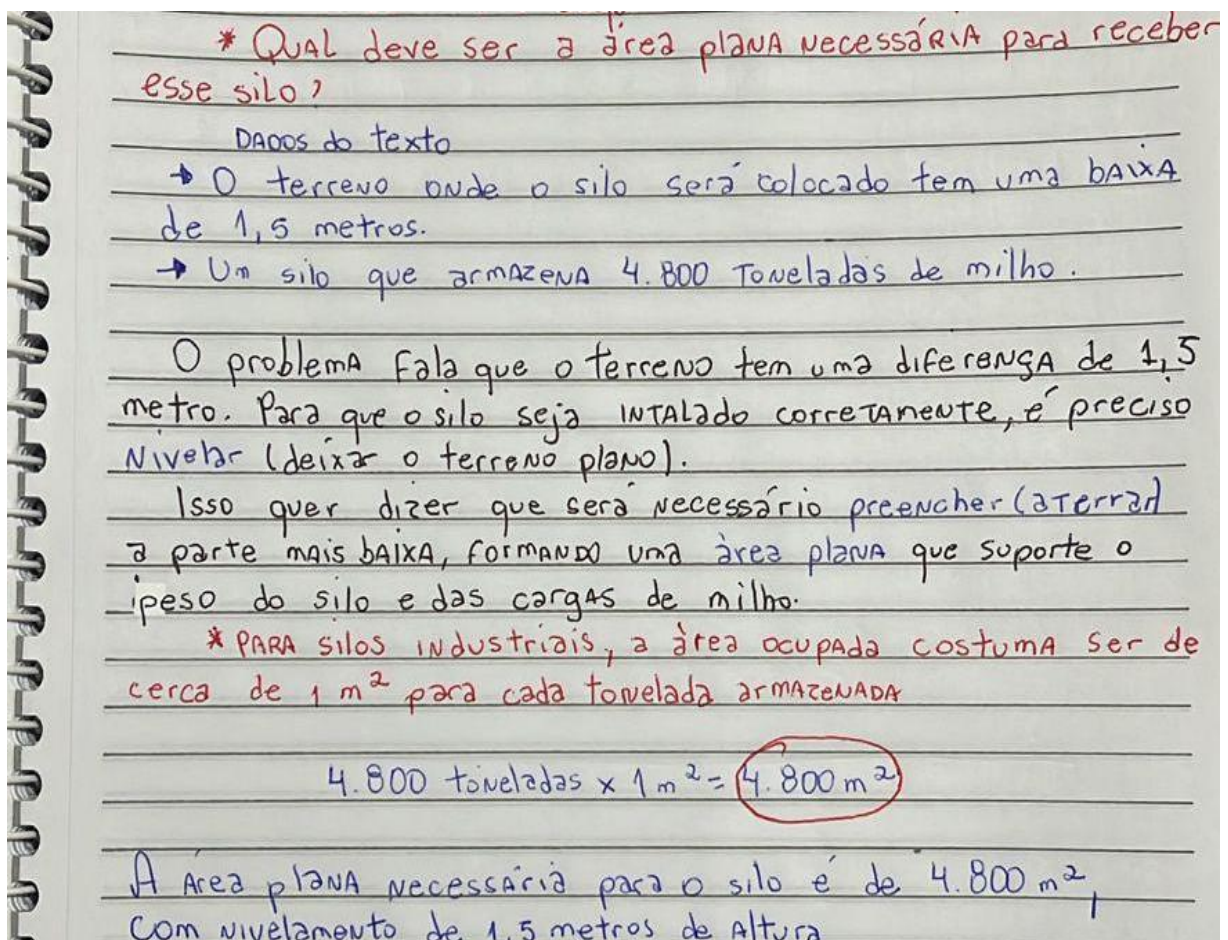 * Qual deve ser a área plana necessária para receber
esse silo?
Dados do texto
→ O terreno onde o silo será colocado tem uma baixa
de 1,5 metros.
→ Um silo que armazena 4.800 Toneladas de milho.
O problema fala que o terreno tem uma diferença de 1,5
metro. Para que o silo seja intalado corretamente, é preciso
Nivelar (deixar o terreno plano).
Isso quer dizer que será necessário preencher (aterrar)
a parte mais baixa, formando uma àrea plana que suporte o
peso do silo e das cargas de milho.
* Para silos industriais, a àrea ocupada costuma ser de
cerca de 1 m² para cada tonelada armazenada
4.800 toneladas x 1 m² = 4.800 m²
A Area plana necessária para o silo é de 4.800 m²,
com nivelamento de 1,5 metros de Altura